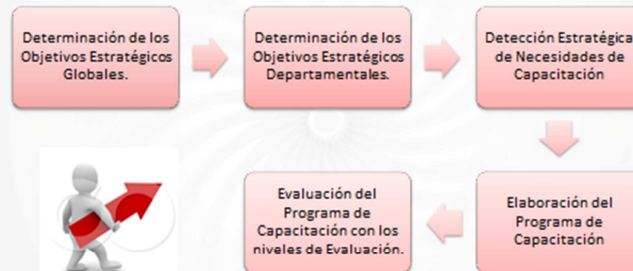 Determinación de los
Objetivos Estratégicos
Globales.
Determinación de los
Objetivos Estratégicos
Departamentales.
Detección Estratégica
de Necesidades de
Capacitación
Elaboración del
Programa de
Capacitación
Evaluación del
Programa de
Capacitación con los
niveles de Evaluación.